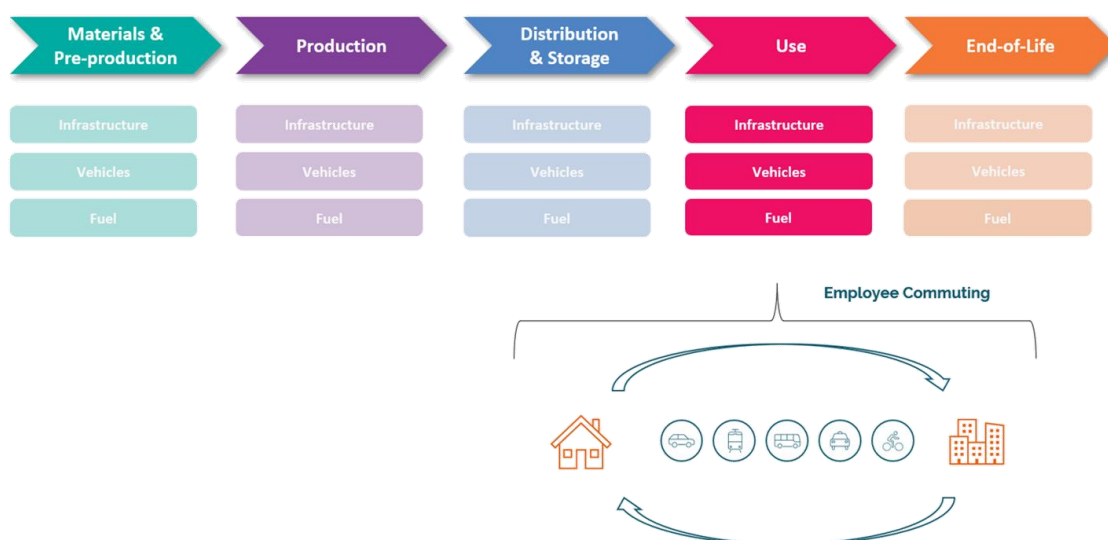 Materials &
Pre-production
Production
Distribution
& Storage
Use
End-of-Life
Infrastructure
Infrastructure
Infrastructure
Infrastructure
Infrastructure
Vehicles
Vehicles
Vehicles
Vehicles
Vehicles
Fuel
Fuel
Fuel
Fuel
Fuel
Employee Commuting